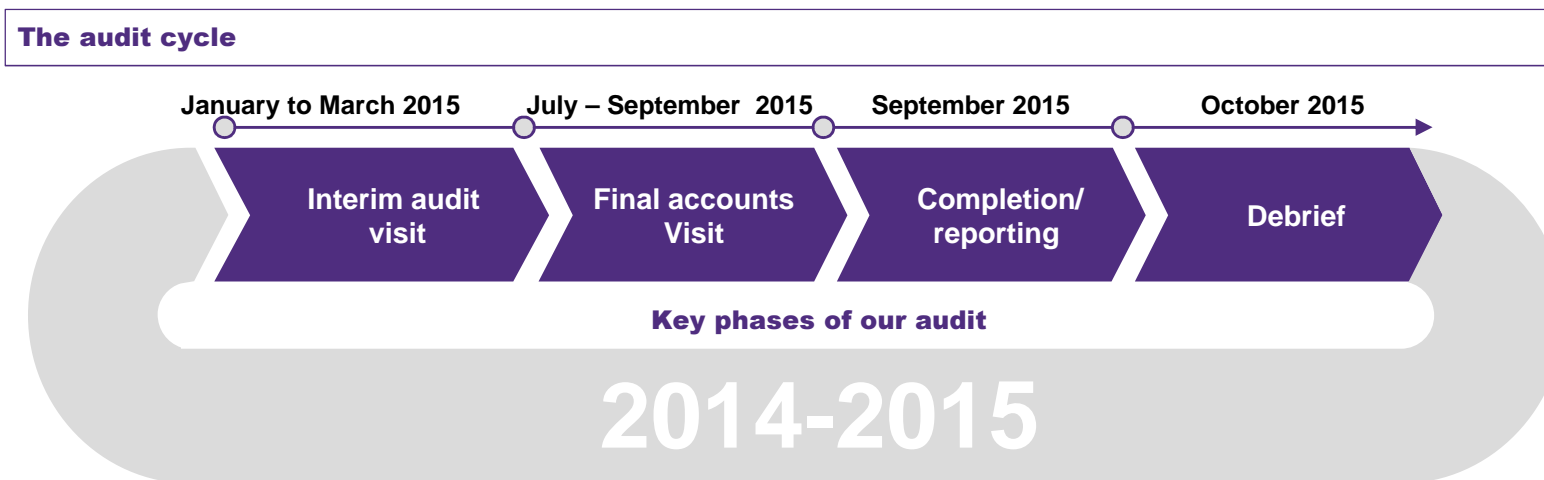 The audit cycle
January to March 2015
July – September 2015
September 2015
October 2015
Interim audit
visit
Final accounts
Visit
Completion/
reporting
Debrief
Key phases of our audit
2014-2015